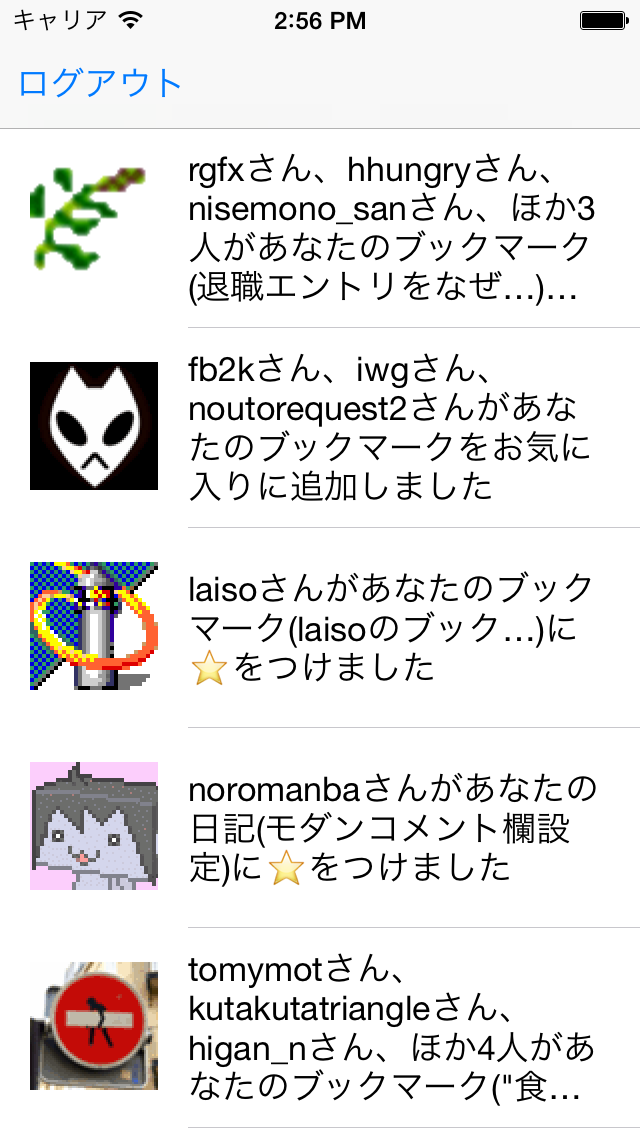 キャリア 2:56 PM
ログアウト
rgfxさん、hhungryさん、
nisemono_sanさん、ほか3
人があなたのブックマーク
(退職エントリをなぜ…)…
fb2kさん、iwgさん、
noutorequest2さんがあな
たのブックマークをお気に
入りに追加しました
laisoさんがあなたのブック
マーク(laisoのブック…)に
⭐をつけました
noromanbaさんがあなたの
日記(モダンコメント欄設
定)に⭐をつけました
tomymotさん、
kutakutatriangleさん、
higan_nさん、ほか4人があ
なたのブックマーク("食…